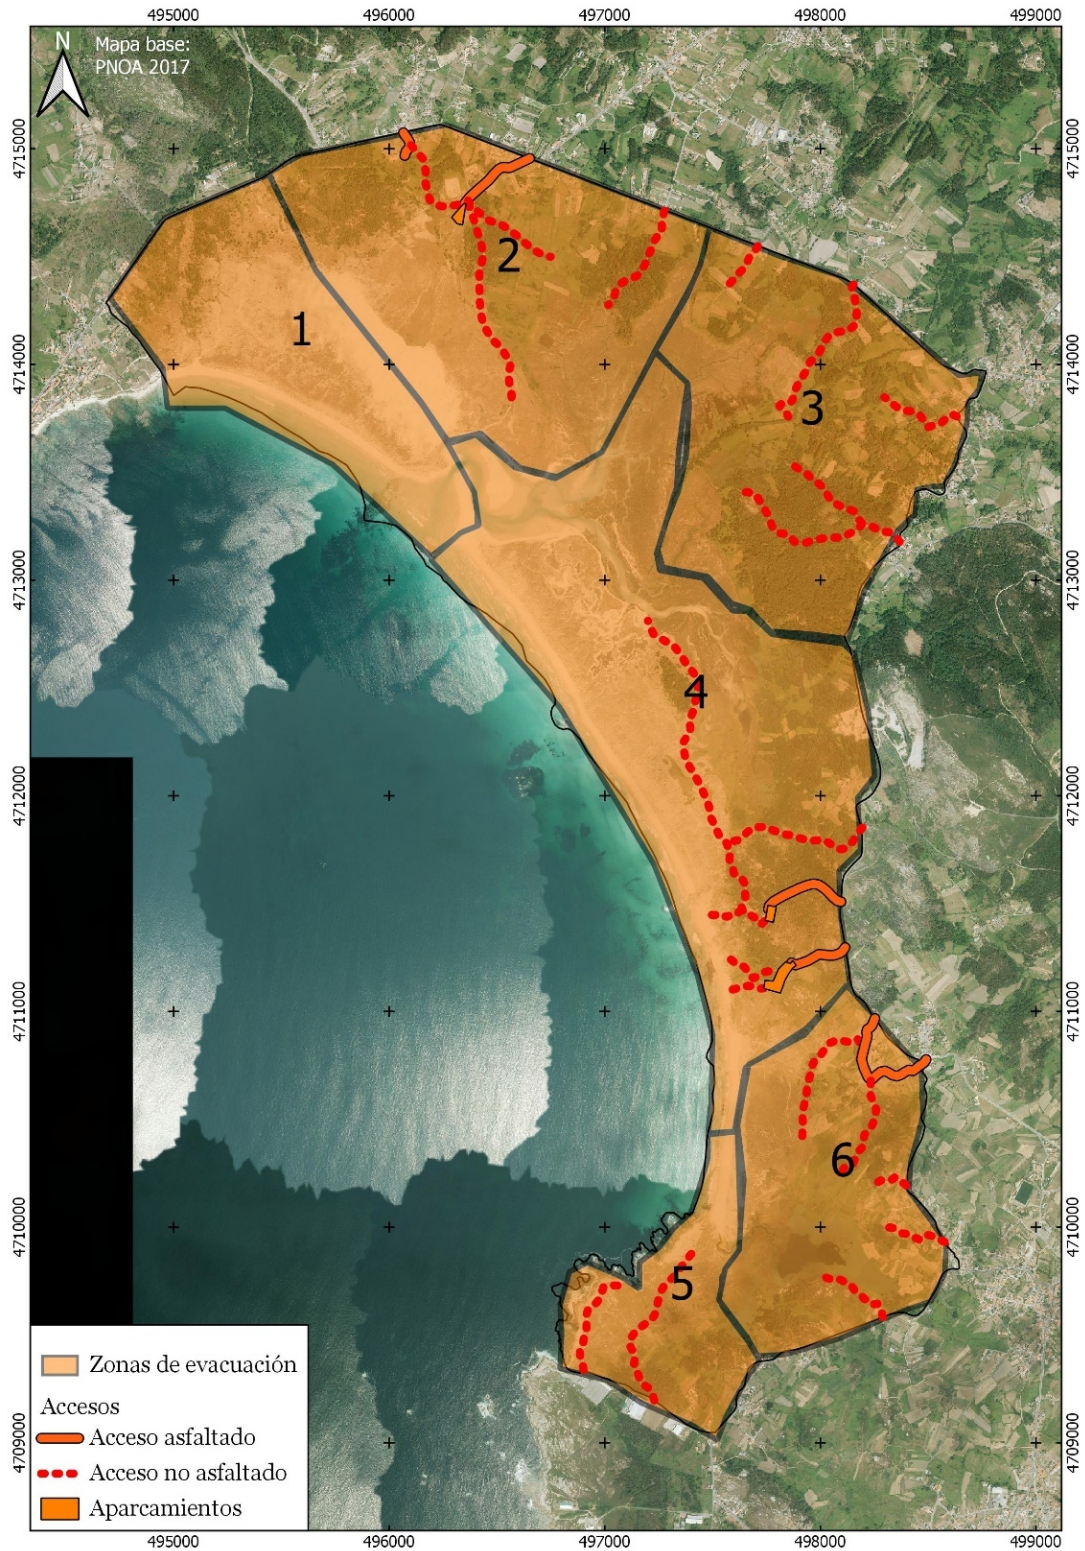 495000 496000 497000 498000 499000
N
Mapa base:
PNOA 2017
4715000 4715000
2
1
4714000 4714000
3
4713000 4713000
4
4712000 4712000
4711000 4711000
6
4710000 4710000
5
Zonas de evacuación
Accesos
Acceso asfaltado
Acceso no asfaltado
Aparcamientos
4709000 4709000
495000 496000 497000 498000 499000